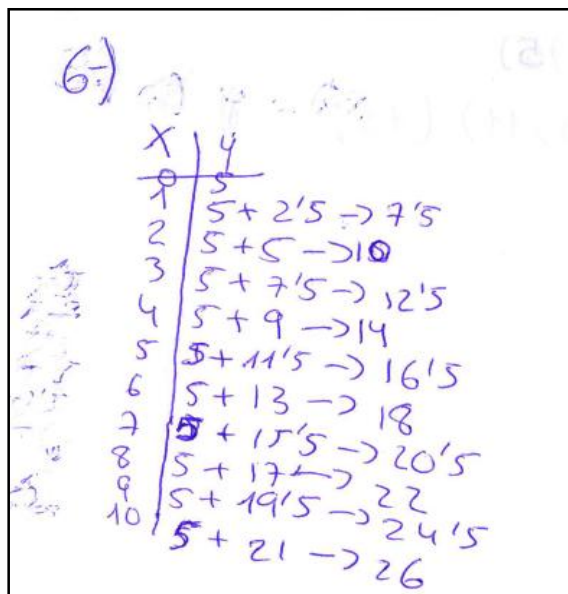 6-)
X | y
0 | 5
1 | 5 + 2'5 → 7'5
2 | 5 + 5 → 10
3 | 5 + 7'5 → 12'5
4 | 5 + 9 → 14
5 | 5 + 11'5 → 16'5
6 | 5 + 13 → 18
7 | 5 + 15'5 → 20'5
8 | 5 + 17 → 22
9 | 5 + 19'5 → 24'5
10 | 5 + 21 → 26